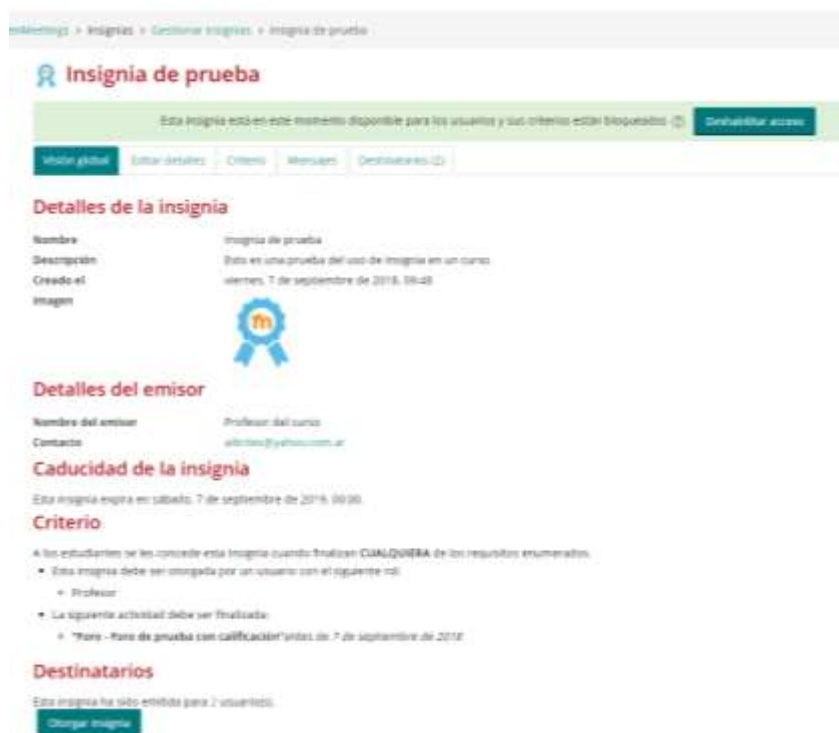 > Insignias > Gestionar insignias > Insignia de prueba
Insignia de prueba
Esta insignia está en este momento disponible para los usuarios y sus criterios están bloqueados Deshabilitar acceso
Visión global Editar detalles Criterio Mensajes Destinatarios (2)
Detalles de la insignia
Nombre Insignia de prueba
Descripción Esto es una prueba del uso de insignia en un curso
Creado el viernes, 7 de septiembre de 2018, 09:48
Imagen
m
Detalles del emisor
Nombre del emisor Profesor del curso
Contacto
Caducidad de la insignia
Esta insignia expira en sábado, 7 de septiembre de 2019, 00:00.
Criterio
A los estudiantes se les concede esta insignia cuando finalizan CUALQUIERA de los requisitos enumerados.
• Esta insignia debe ser otorgada por un usuario con el siguiente rol:
Profesor
• La siguiente actividad debe ser finalizada:
"Foro - Foro de prueba con calificación" antes de 7 de septiembre de 2018
Destinatarios
Esta insignia ha sido emitida para 2 usuario(s).
Otorgar insignia